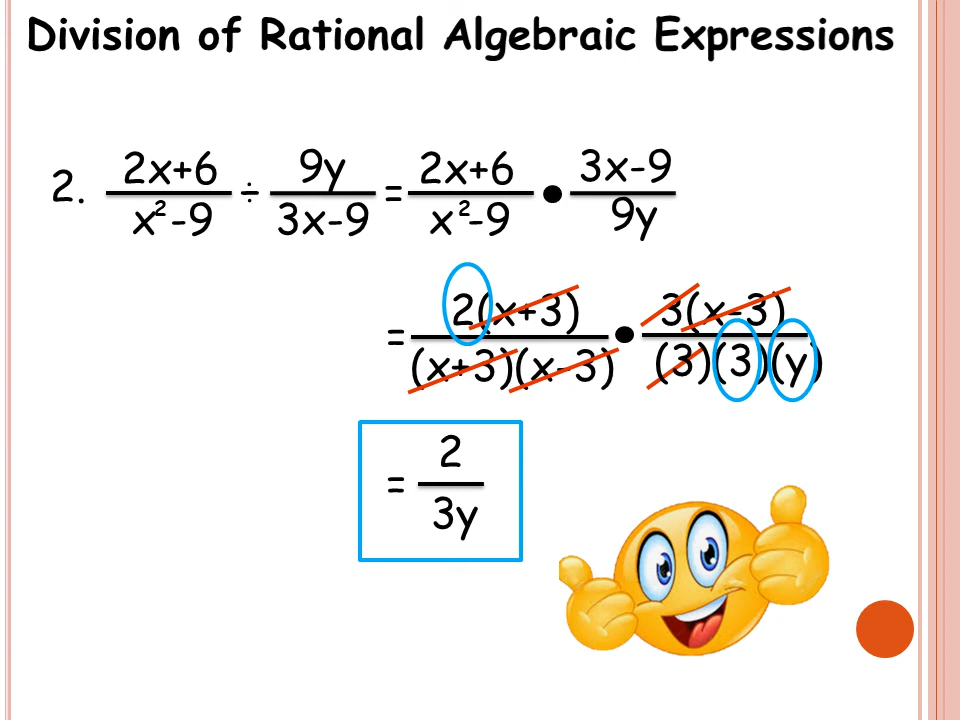 Division of Rational Algebraic Expressions
2. 2x+6 / x²-9 ÷ 9y / 3x-9 = 2x+6 / x²-9 • 3x-9 / 9y
= 2(x+3) / (x+3)(x-3) • 3(x-3) / (3)(3)(y)
= 2 / 3y